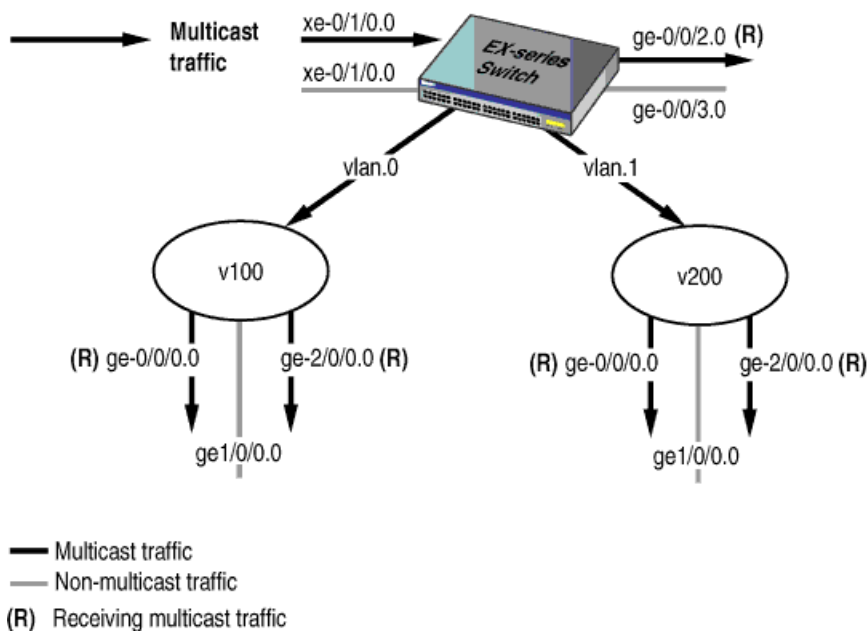 Multicast
traffic
xe-0/1/0.0
xe-0/1/0.0
EX-series
Switch
ge-0/0/2.0 (R)
ge-0/0/3.0
vlan.0
vlan.1
v100
v200
(R) ge-0/0/0.0
ge-2/0/0.0 (R)
(R) ge-0/0/0.0
ge-2/0/0.0 (R)
ge1/0/0.0
ge1/0/0.0
Multicast traffic
Non-multicast traffic
(R) Receiving multicast traffic